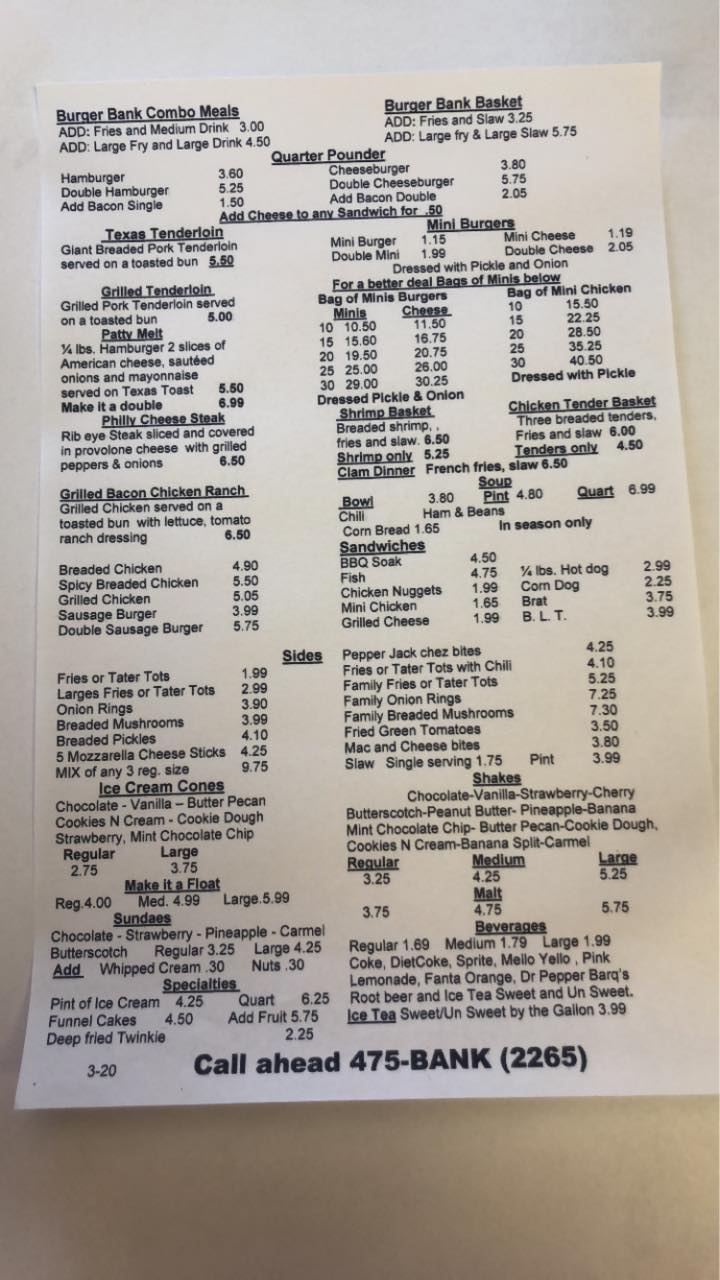 Burger Bank Combo Meals
ADD: Fries and Medium Drink 3.00
ADD: Large Fry and Large Drink 4.50
Burger Bank Basket
ADD: Fries and Slaw 3.25
ADD: Large fry & Large Slaw 5.75
Quarter Pounder
Hamburger 3.60
Double Hamburger 5.25
Add Bacon Single 1.50
Cheeseburger 3.80
Double Cheeseburger 5.75
Add Bacon Double 2.05
Add Cheese to any Sandwich for .50
Texas Tenderloin
Giant Breaded Pork Tenderloin
served on a toasted bun 5.50
Grilled Tenderloin
Grilled Pork Tenderloin served
on a toasted bun 5.00
Patty Melt
¼ lbs. Hamburger 2 slices of
American cheese, sautéed
onions and mayonnaise
served on Texas Toast 5.50
Make it a double 6.99
Philly Cheese Steak
Rib eye Steak sliced and covered
in provolone cheese with grilled
peppers & onions 6.50
Grilled Bacon Chicken Ranch
Grilled Chicken served on a
toasted bun with lettuce, tomato
ranch dressing 6.50
Breaded Chicken 4.90
Spicy Breaded Chicken 5.50
Grilled Chicken 5.05
Sausage Burger 3.99
Double Sausage Burger 5.75
Mini Burgers
Mini Burger 1.15 Mini Cheese 1.19
Double Mini 1.99 Double Cheese 2.05
Dressed with Pickle and Onion
For a better deal Bags of Minis below
Bag of Minis Burgers
Minis Cheese
10 10.50 11.50
15 15.60 16.75
20 19.50 20.75
25 25.00 26.00
30 29.00 30.25
Dressed Pickle & Onion
Bag of Mini Chicken
10 15.50
15 22.25
20 28.50
25 35.25
30 40.50
Dressed with Pickle
Shrimp Basket
Breaded shrimp, ,
fries and slaw. 6.50
Shrimp only 5.25
Chicken Tender Basket
Three breaded tenders,
Fries and slaw 6.00
Tenders only 4.50
Clam Dinner French fries, slaw 6.50
Soup
Bowl 3.80 Pint 4.80 Quart 6.99
Chili Ham & Beans
Corn Bread 1.65 In season only
Sandwiches
BBQ Soak 4.50
Fish 4.75
Chicken Nuggets 1.99
Mini Chicken 1.65
Grilled Cheese 1.99
¼ lbs. Hot dog 2.99
Corn Dog 2.25
Brat 3.75
B. L. T. 3.99
Sides
Fries or Tater Tots 1.99
Larges Fries or Tater Tots 2.99
Onion Rings 3.90
Breaded Mushrooms 3.99
Breaded Pickles 4.10
5 Mozzarella Cheese Sticks 4.25
MIX of any 3 reg. size 9.75
Pepper Jack chez bites 4.25
Fries or Tater Tots with Chili 4.10
Family Fries or Tater Tots 5.25
Family Onion Rings 7.25
Family Breaded Mushrooms 7.30
Fried Green Tomatoes 3.50
Mac and Cheese bites 3.80
Slaw Single serving 1.75 Pint 3.99
Ice Cream Cones
Chocolate - Vanilla – Butter Pecan
Cookies N Cream - Cookie Dough
Strawberry, Mint Chocolate Chip
Regular Large
2.75 3.75
Make it a Float
Reg.4.00 Med. 4.99 Large.5.99
Sundaes
Chocolate - Strawberry - Pineapple - Carmel
Butterscotch Regular 3.25 Large 4.25
Add Whipped Cream .30 Nuts .30
Specialties
Pint of Ice Cream 4.25 Quart 6.25
Funnel Cakes 4.50 Add Fruit 5.75
Deep fried Twinkie 2.25
Shakes
Chocolate-Vanilla-Strawberry-Cherry
Butterscotch-Peanut Butter- Pineapple-Banana
Mint Chocolate Chip- Butter Pecan-Cookie Dough,
Cookies N Cream-Banana Split-Carmel
Regular Medium Large
3.25 4.25 5.25
Malt
3.75 4.75 5.75
Beverages
Regular 1.69 Medium 1.79 Large 1.99
Coke, DietCoke, Sprite, Mello Yello , Pink
Lemonade, Fanta Orange, Dr Pepper Barq's
Root beer and Ice Tea Sweet and Un Sweet.
Ice Tea Sweet/Un Sweet by the Gallon 3.99
3-20
Call ahead 475-BANK (2265)